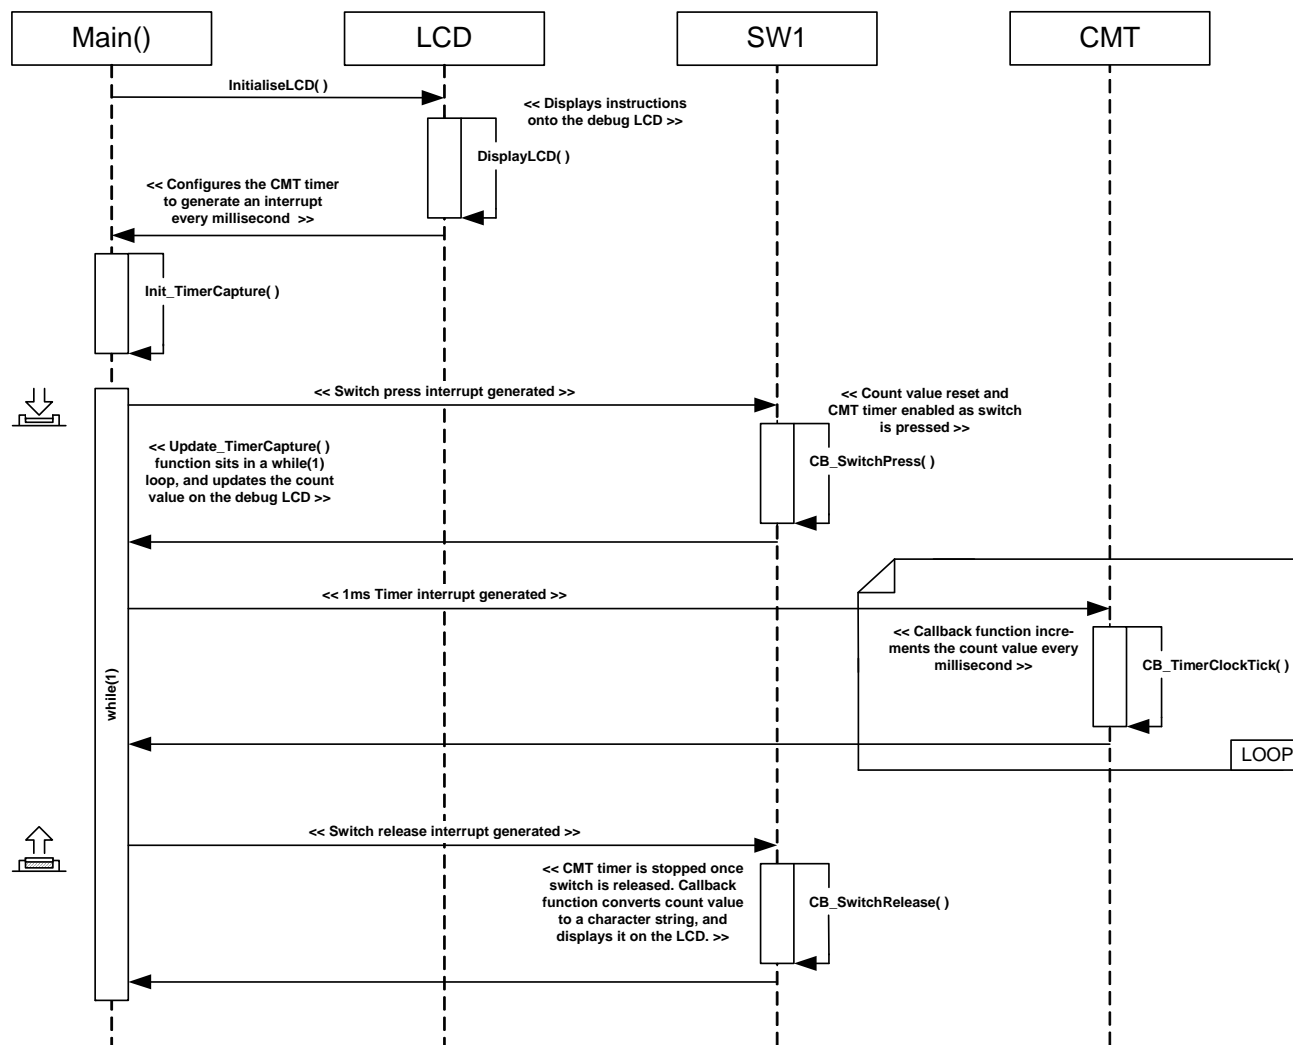 Main()
LCD
SW1
CMT
InitialiseLCD( )
<< Displays instructions
onto the debug LCD >>
DisplayLCD( )
<< Configures the CMT timer
to generate an interrupt
every millisecond  >>
Init_TimerCapture( )
<< Switch press interrupt generated >>
<< Count value reset and
CMT timer enabled as switch
is pressed >>
<< Update_TimerCapture( )
function sits in a while(1)
loop, and updates the count
value on the debug LCD >>
CB_SwitchPress( )
<< 1ms Timer interrupt generated >>
<< Callback function incre-
ments the count value every
millisecond >>
CB_TimerClockTick( )
while(1)
LOOP
<< Switch release interrupt generated >>
<< CMT timer is stopped once
switch is released. Callback
function converts count value
to a character string, and
displays it on the LCD. >>
CB_SwitchRelease( )